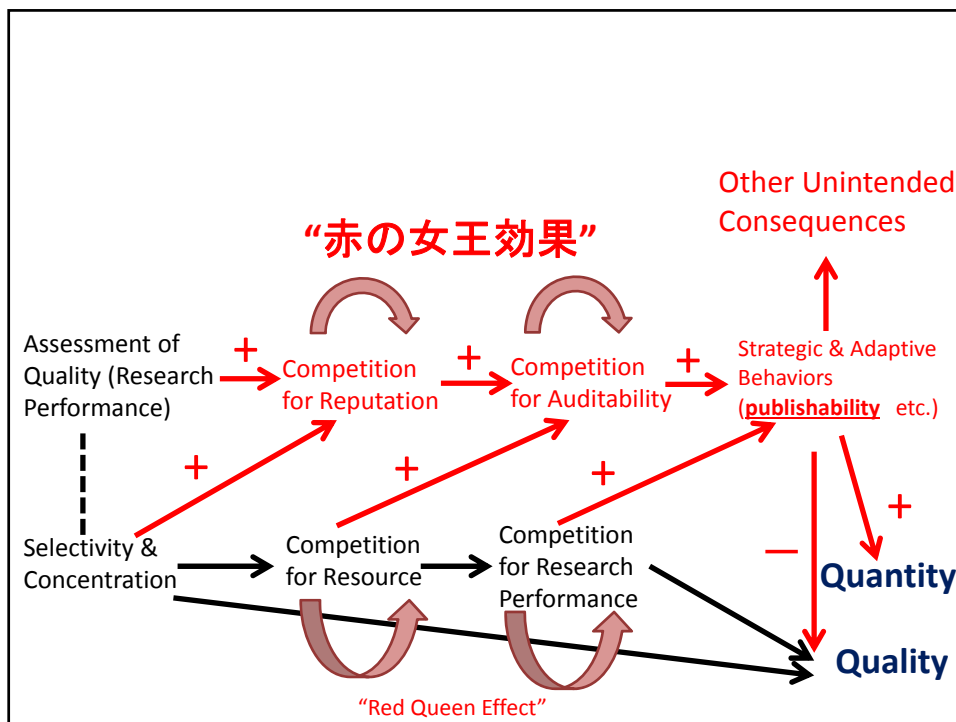 Other Unintended
Consequences
“赤の女王効果”
Assessment of
Quality (Research
Performance)
+
Competition
for Reputation
+
Competition
for Auditability
+
Strategic & Adaptive
Behaviors
(publishability etc.)
+
+
+
+
–
Selectivity &
Concentration
Competition
for Resource
Competition
for Research
Performance
Quantity
Quality
“Red Queen Effect”